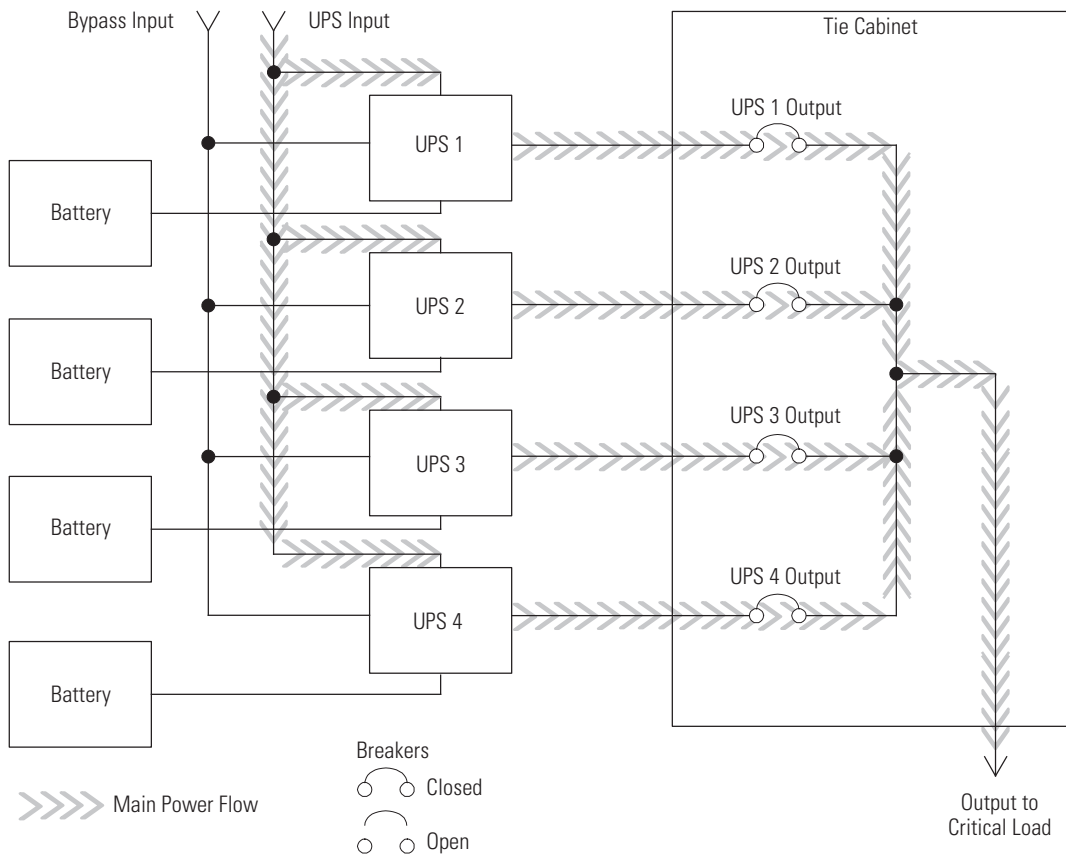 Bypass Input
UPS Input
Tie Cabinet
UPS 1 Output
UPS 1
Battery
UPS 2 Output
UPS 2
Battery
UPS 3 Output
UPS 3
Battery
UPS 4 Output
UPS 4
Battery
Breakers
Closed
Open
Main Power Flow
Output to
Critical Load